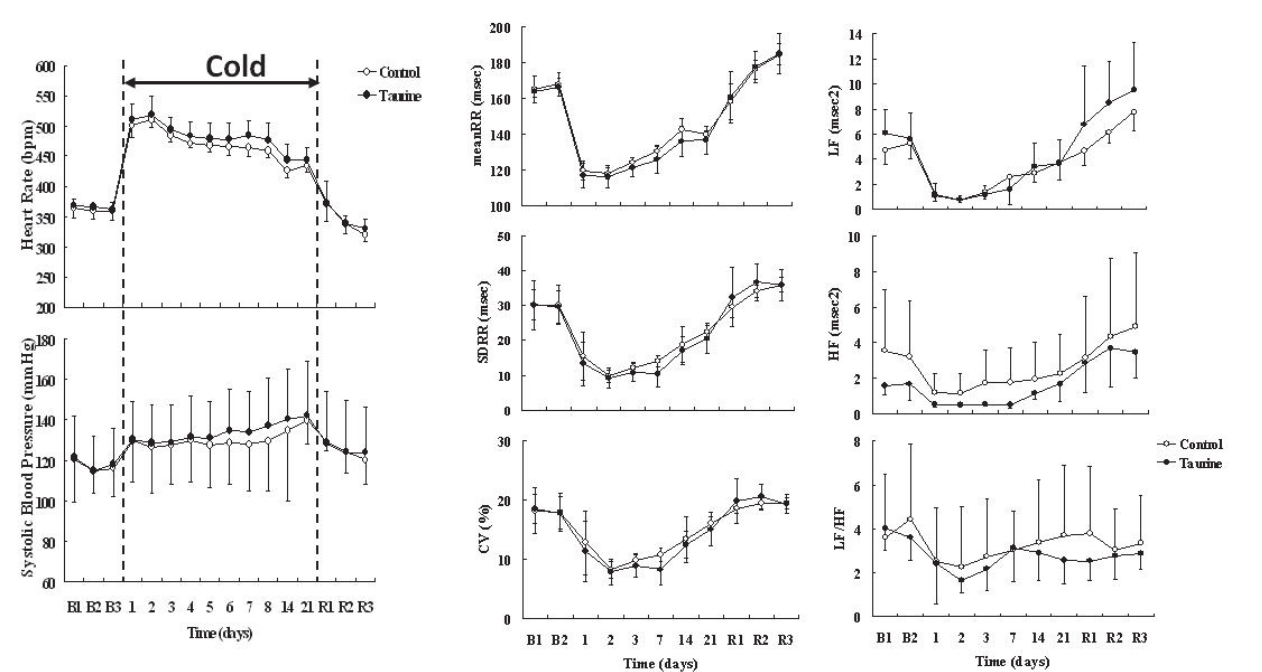 Cold
Control
Taurine
Heart Rate (bpm)
600
550
500
450
400
350
300
250
200
Systolic Blood Pressure (mmHg)
180
160
140
120
100
80
60
B1 B2 B3 1 2 3 4 5 6 7 8 14 21 R1 R2 R3
Time (days)
meanRR (msec)
200
180
160
140
120
100
SDRR (msec)
50
40
30
20
10
0
CV (%)
30
20
10
0
B1 B2 1 2 3 7 14 21 R1 R2 R3
Time (days)
LF (msec2)
14
12
10
8
6
4
2
0
HF (msec2)
10
8
6
4
2
0
LF/HF
8
6
4
2
0
Control
Taurine
B1 B2 1 2 3 7 14 21 R1 R2 R3
Time (days)